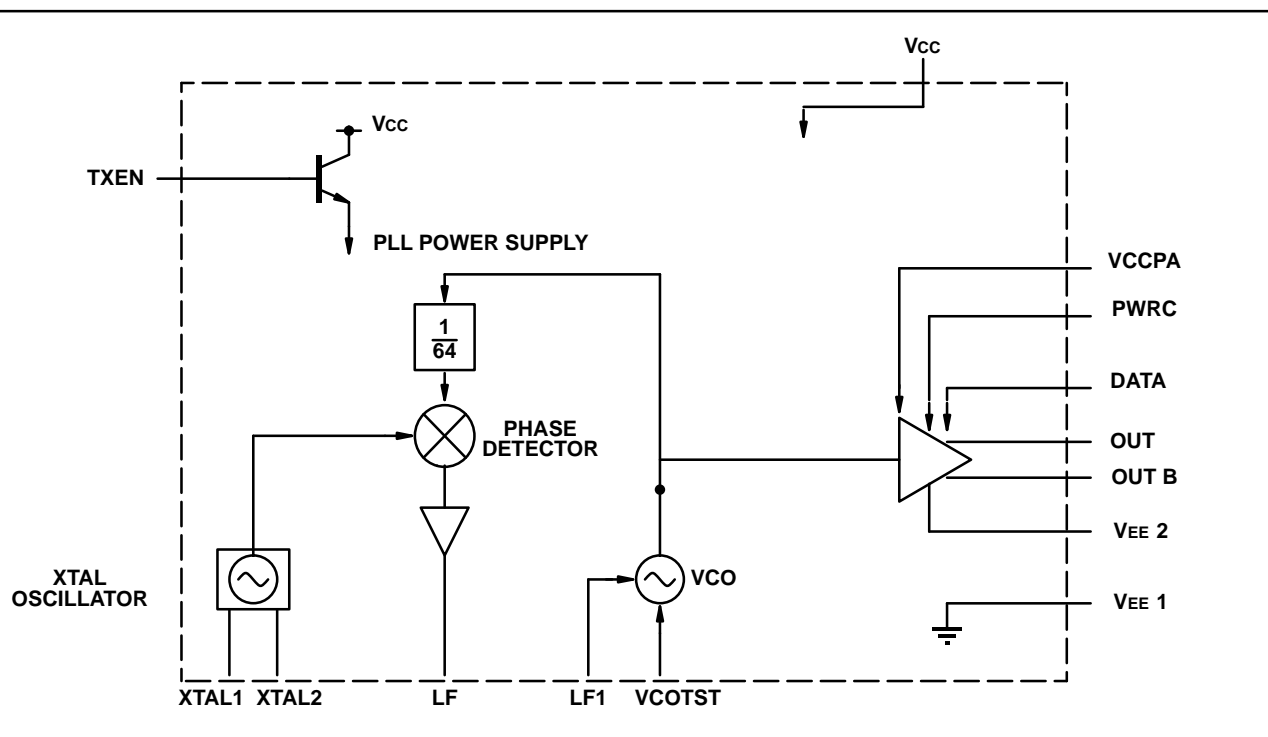 Vcc
Vcc
TXEN
PLL POWER SUPPLY
VCCPA
PWRC
1
64
DATA
PHASE
DETECTOR
OUT
OUT B
VEE 2
XTAL
OSCILLATOR
VCO
VEE 1
XTAL1 XTAL2 LF LF1 VCOTST